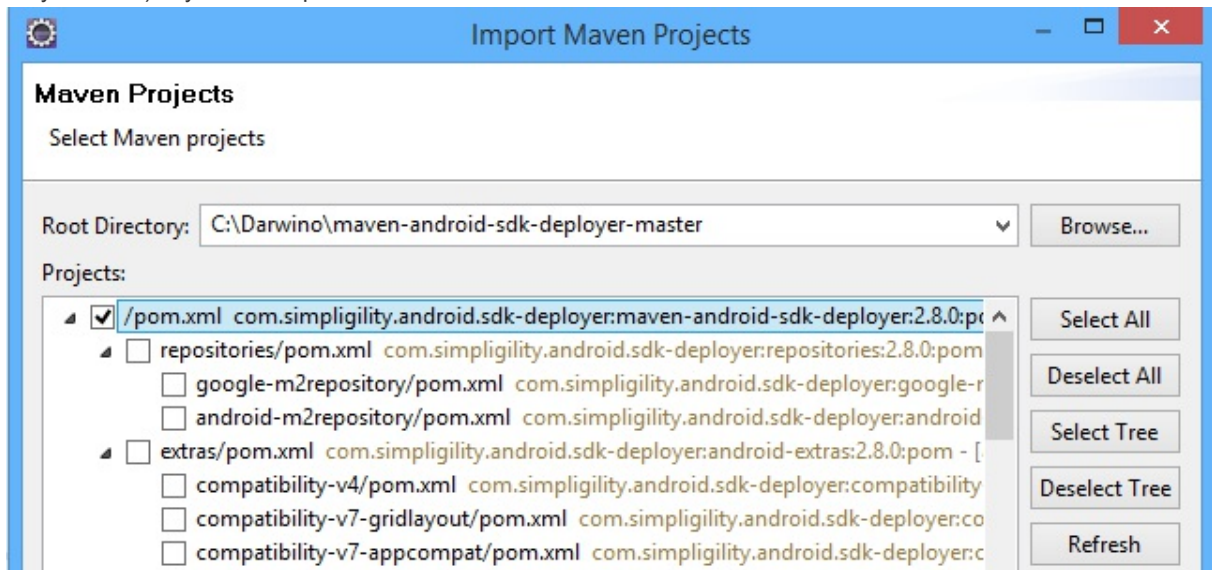 Import Maven Projects
Maven Projects
Select Maven projects
Root Directory: C:\Darwino\maven-android-sdk-deployer-master Browse...
Projects:
/pom.xml com.simpligility.android.sdk-deployer:maven-android-sdk-deployer:2.8.0:po Select All
repositories/pom.xml com.simpligility.android.sdk-deployer:repositories:2.8.0:pom
google-m2repository/pom.xml com.simpligility.android.sdk-deployer:google-r Deselect All
android-m2repository/pom.xml com.simpligility.android.sdk-deployer:android
extras/pom.xml com.simpligility.android.sdk-deployer:android-extras:2.8.0:pom - [ Select Tree
compatibility-v4/pom.xml com.simpligility.android.sdk-deployer:compatibility Deselect Tree
compatibility-v7-gridlayout/pom.xml com.simpligility.android.sdk-deployer:co
compatibility-v7-appcompat/pom.xml com.simpligility.android.sdk-deployer:c Refresh